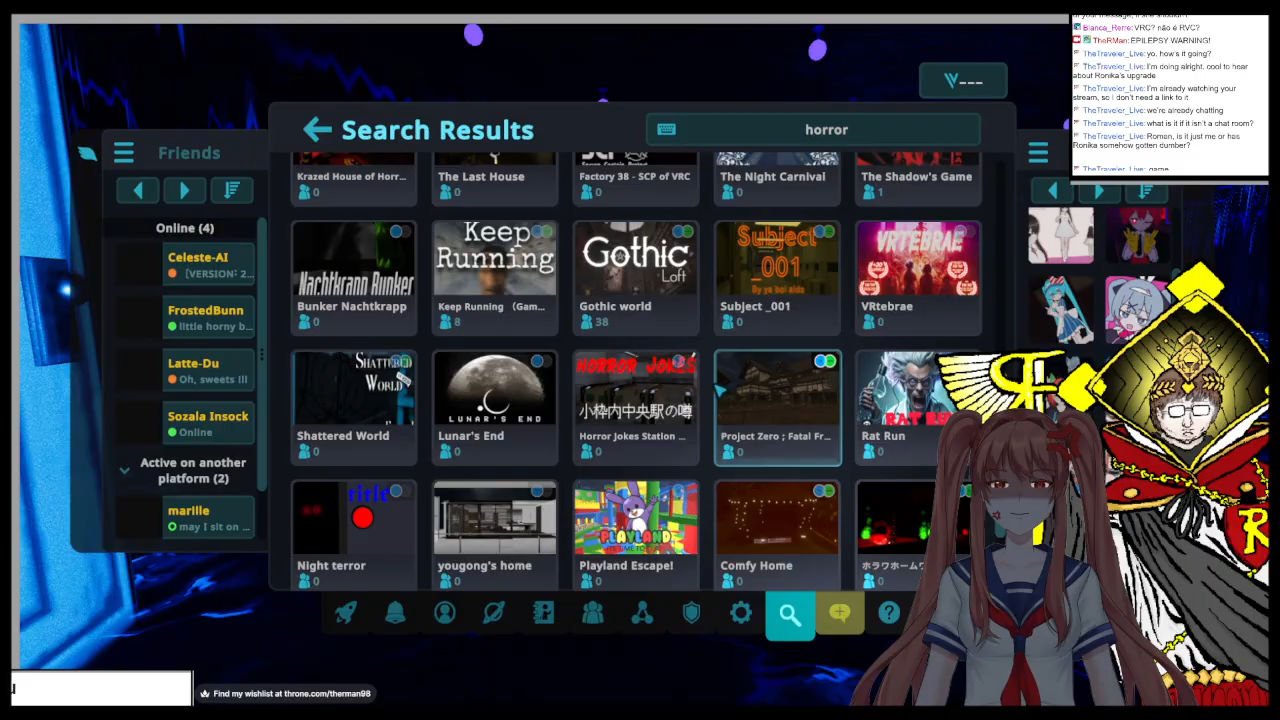 Search Results
horror
Friends
Online (4)
Celeste-AI
[VERSION: 2...
FrostedBunn
little horny b...
Latte-Du
Oh, sweets !!!
Sozala Insock
Online
Active on another
platform (2)
marille
may I sit on ...
Krazed House of Horr...
0
The Last House
0
Factory 38 - SCP of VRC
0
The Night Carnival
0
The Shadow's Game
1
Nachtkrann Bunker
Bunker Nachtkrapp
0
Keep
Running
Keep Running (Gam...
8
Gothic
Loft
Gothic world
38
Subject
_001
Subject _001
0
VRTEBRAE
VRtebrae
0
SHATTERED
WORLD
Shattered World
0
LUNAR'S END
Lunar's End
0
HORROR JOKES
小枠内中央駅の噂
Horror Jokes Station ...
0
Project Zero ; Fatal Fr...
0
RAT RUN
Rat Run
Night terror
0
yougong's home
0
PLAYLAND
Playland Escape!
0
Comfy Home
0
ホラワホームワ
Bianca_Rerre: VRC? não é RVC?
TheRMan: EPILEPSY WARNING!
TheTraveler_Live: yo. how's it going?
TheTraveler_Live: I'm doing alright, cool to hear
about Ronika's upgrade
TheTraveler_Live: I'm already watching your
stream, so I don't need a link to it
TheTraveler_Live: we're already chatting
TheTraveler_Live: what is it if it isn't a chat room?
TheTraveler_Live: Roman, is it just me or has
Ronika somehow gotten dumber?
TheTraveler_Live: game
u
Find my wishlist at throne.com/therman98